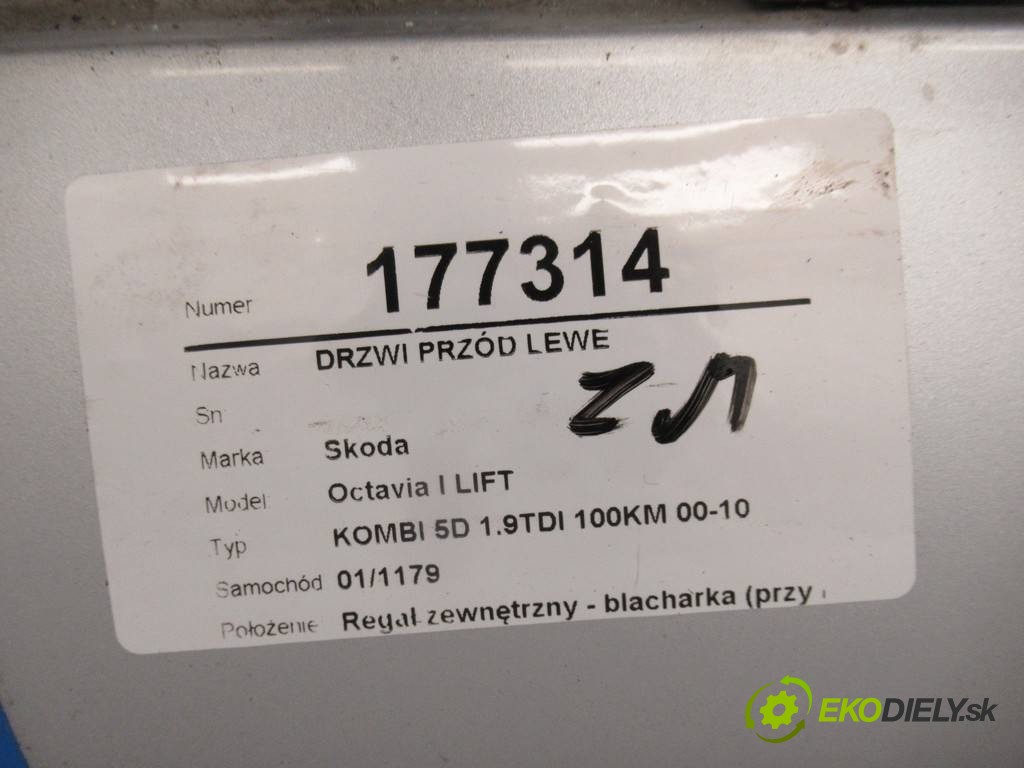 Numer 177314
Nazwa DRZWI PRZÓD LEWE
Sn
Marka Skoda
Model Octavia I LIFT
Typ KOMBI 5D 1.9TDI 100KM 00-10
Samochód 01/1179
Położenie Regał zewnętrzny - blacharka (przy
EKODIELY.sk